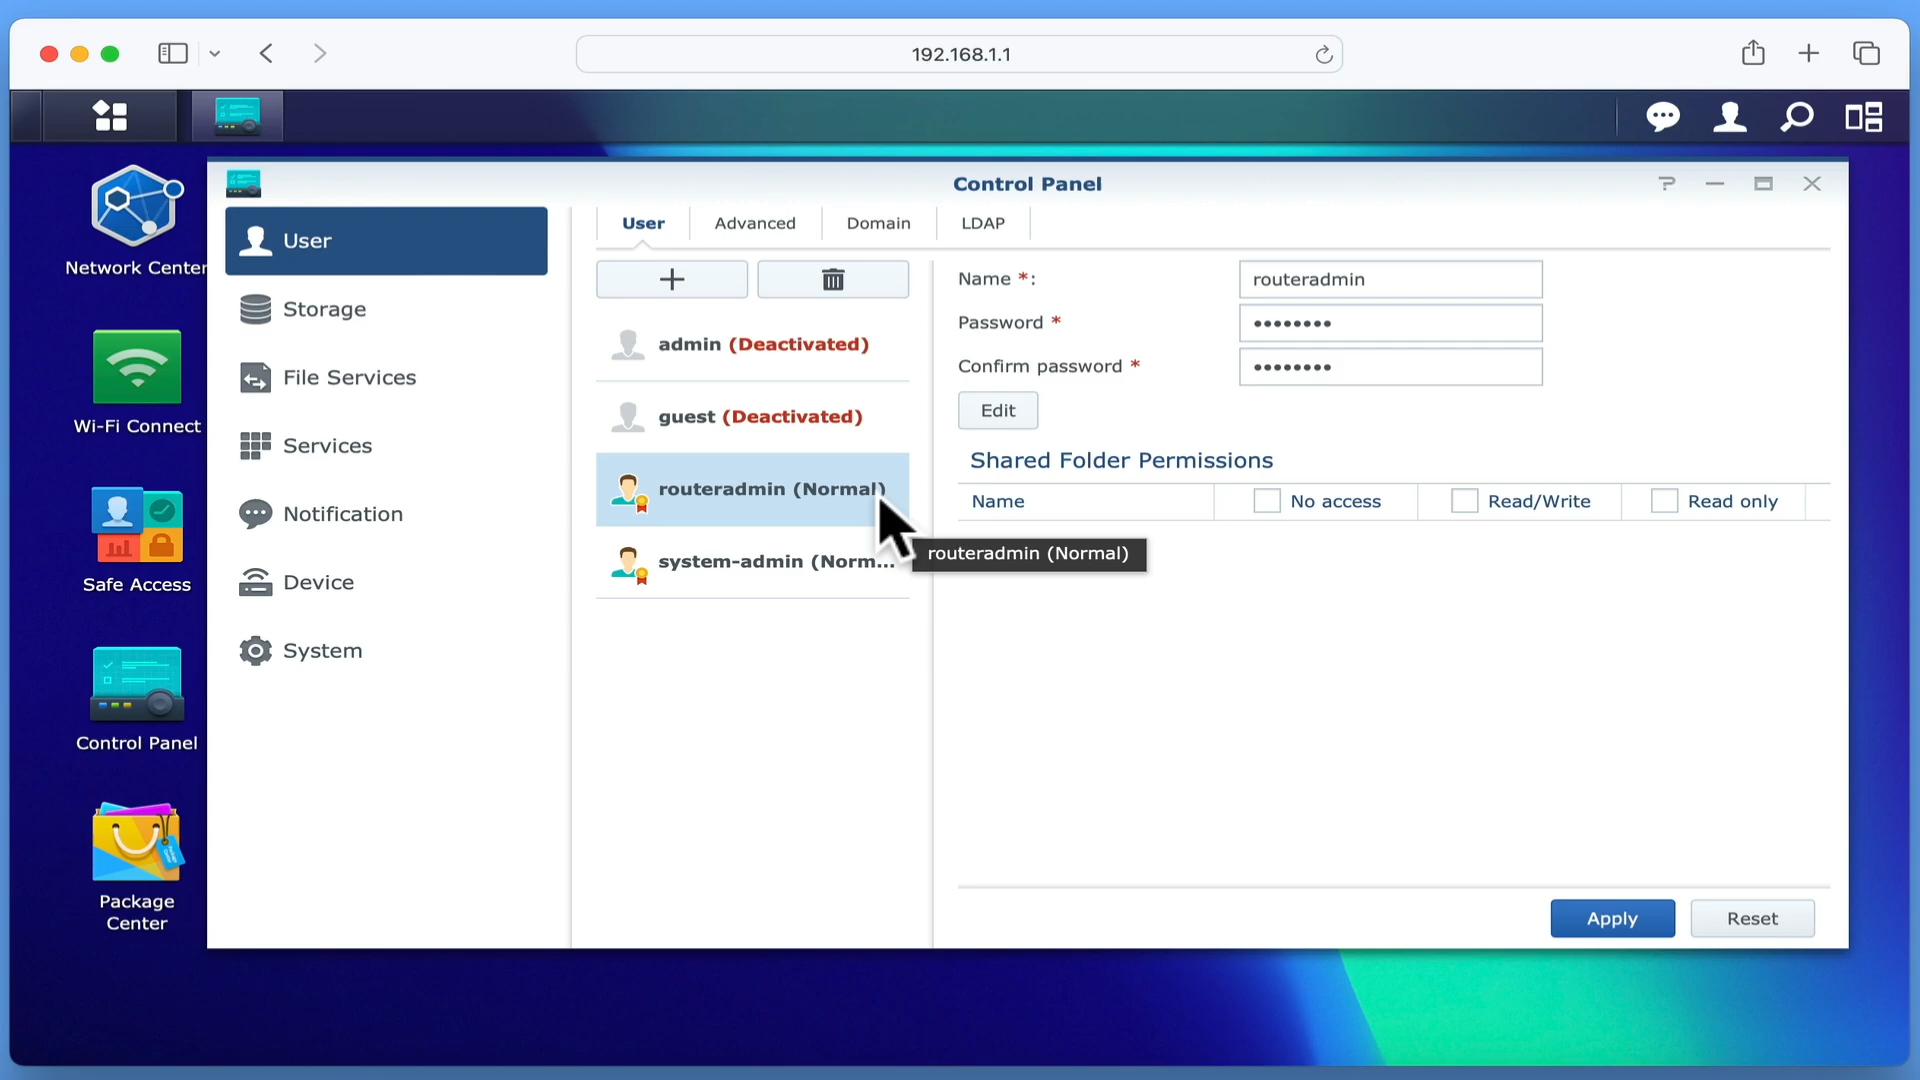 192.168.1.1
Control Panel
Network Center
Wi-Fi Connect
Safe Access
Control Panel
Package
Center
User
Storage
File Services
Services
Notification
Device
System
User
Advanced
Domain
LDAP
admin (Deactivated)
guest (Deactivated)
routeradmin (Normal)
system-admin (Norm...
routeradmin (Normal)
Name *:
routeradmin
Password *
••••••••
Confirm password *
••••••••
Edit
Shared Folder Permissions
Name
No access
Read/Write
Read only
Apply
Reset